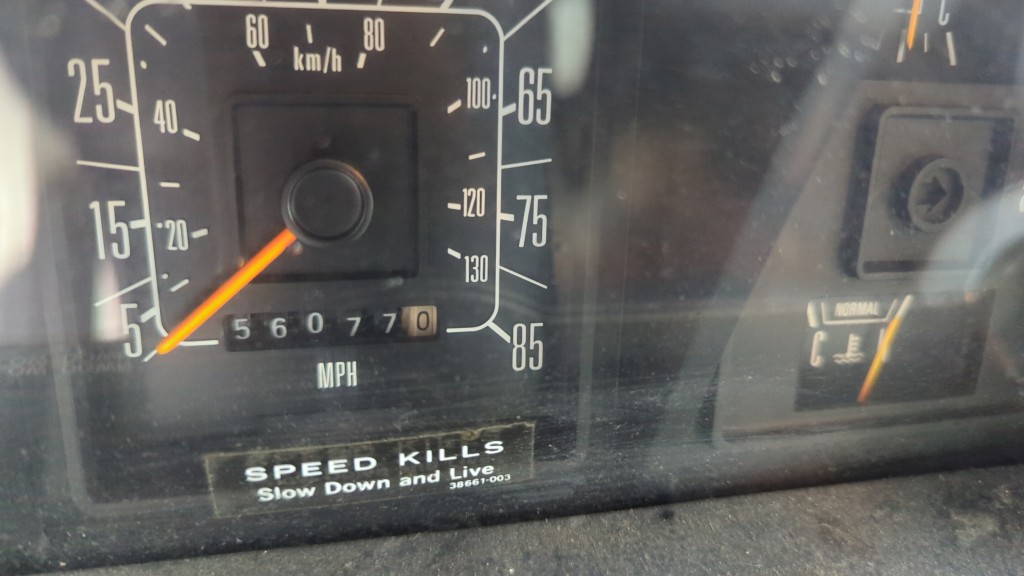 60 80
km/h
25 65
40 100
15 75
20 120
130
5 85
560770
MPH
SPEED KILLS
Slow Down and Live
38661-003
C
NORMAL
C